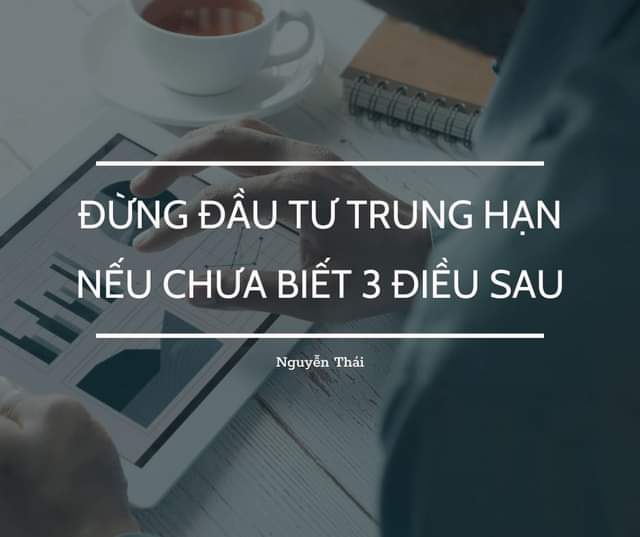 ĐỪNG ĐẦU TƯ TRUNG HẠN
NẾU CHƯA BIẾT 3 ĐIỀU SAU
Nguyễn Thái